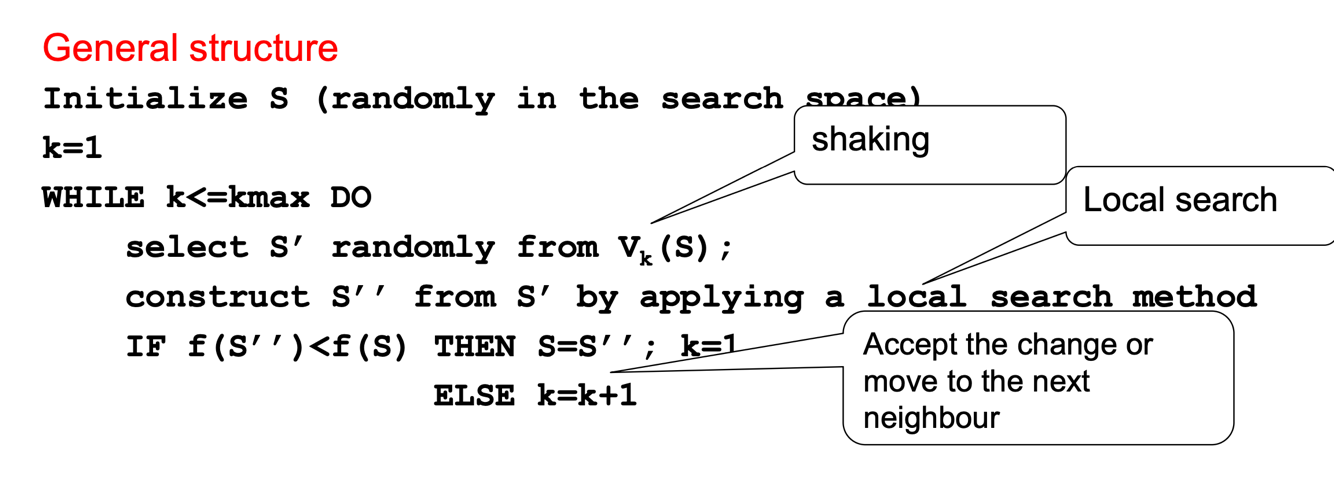 General structure
Initialize S (randomly in the search space)
shaking
k=1
WHILE k<=kmax DO
Local search
select S′ randomly from Vk(S);
construct S′′ from S′ by applying a local search method
IF f(S′′)<f(S) THEN S=S′′; k=1
ELSE k=k+1
Accept the change or
move to the next
neighbour